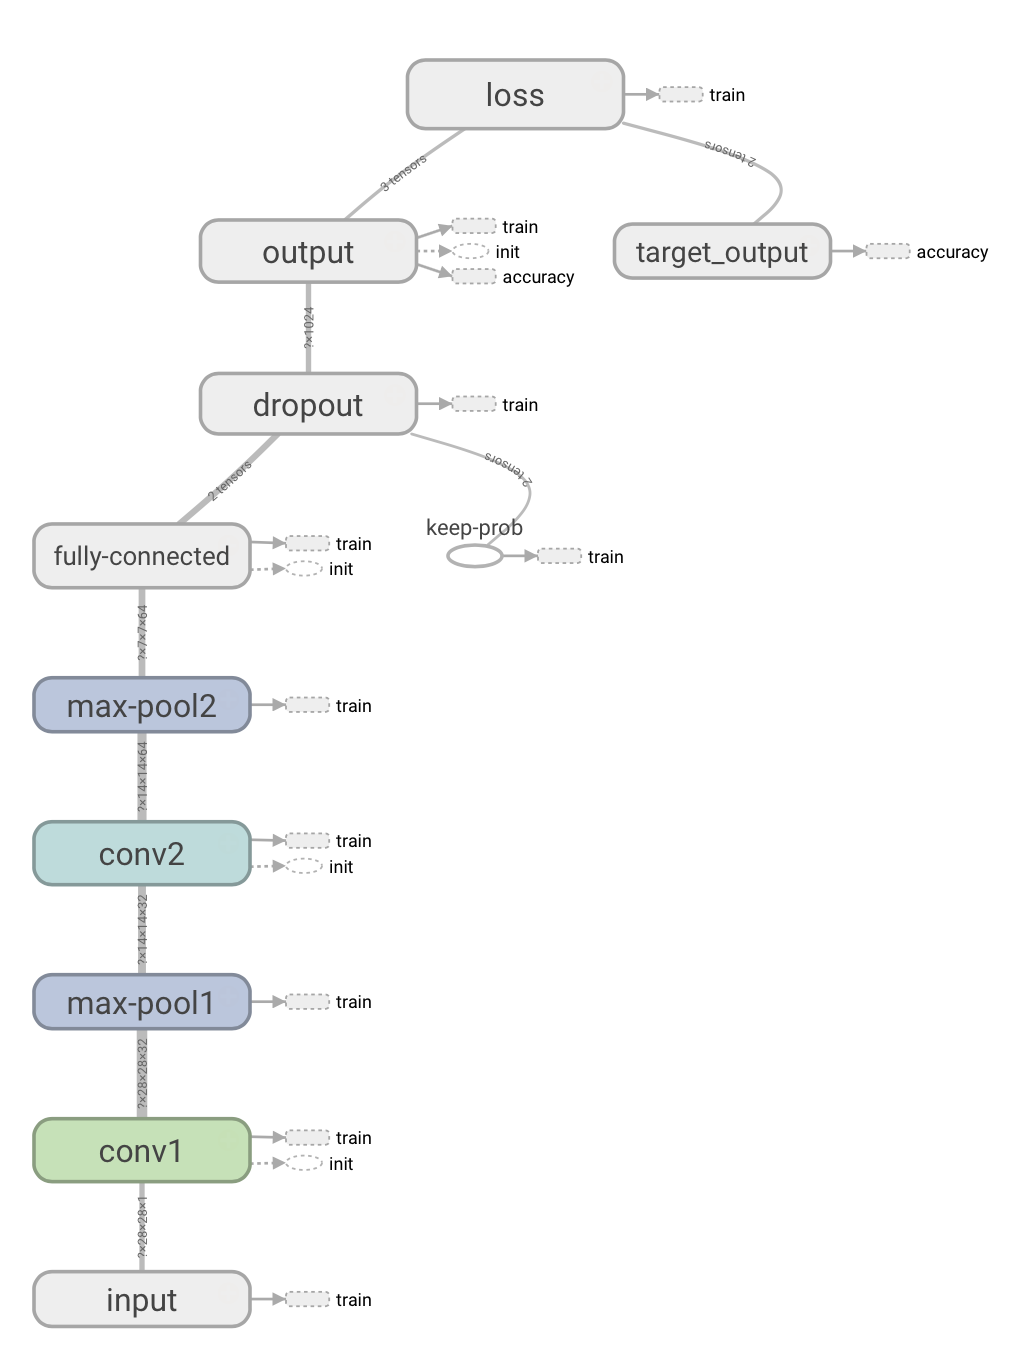 loss
train
3 tensors
2 tensors
output
train
init
accuracy
target_output
accuracy
?×1024
dropout
train
2 tensors
2 tensors
keep-prob
train
fully-connected
train
init
?×7×7×64
max-pool2
train
?×14×14×64
conv2
train
init
?×14×14×32
max-pool1
train
?×28×28×32
conv1
train
init
?×28×28×1
input
train